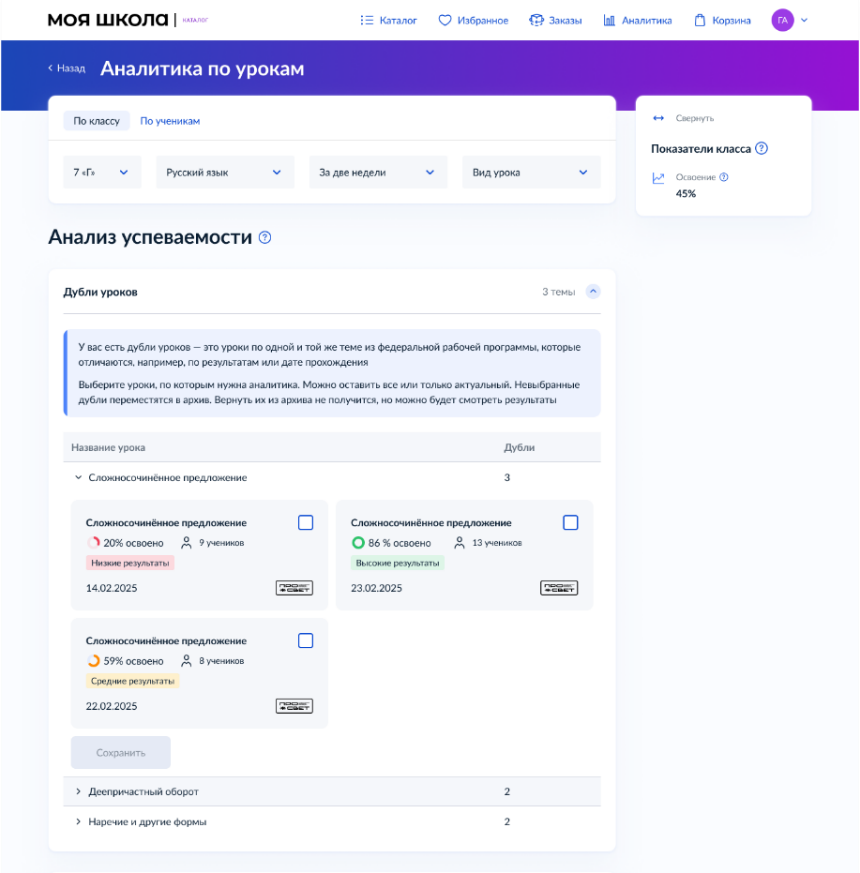 МОЯ ШКОЛА | КАТАЛОГ
Каталог
Избранное
Заказы
Аналитика
Корзина
ГА
Назад
Аналитика по урокам
По классу
По ученикам
7 «Г»
Русский язык
За две недели
Вид урока
Свернуть
Показатели класса
Освоение
45%
Анализ успеваемости
Дубли уроков
3 темы
У вас есть дубли уроков — это уроки по одной и той же теме из федеральной рабочей программы, которые
отличаются, например, по результатам или дате прохождения
Выберите уроки, по которым нужна аналитика. Можно оставить все или только актуальный. Невыбранные
дубли переместятся в архив. Вернуть их из архива не получится, но можно будет смотреть результаты
Название урока
Дубли
Сложносочинённое предложение
3
Сложносочинённое предложение
20% освоено
9 учеников
Низкие результаты
14.02.2025
Сложносочинённое предложение
86 % освоено
13 учеников
Высокие результаты
23.02.2025
Сложносочинённое предложение
59% освоено
8 учеников
Средние результаты
22.02.2025
Сохранить
Деепричастный оборот
2
Наречие и другие формы
2